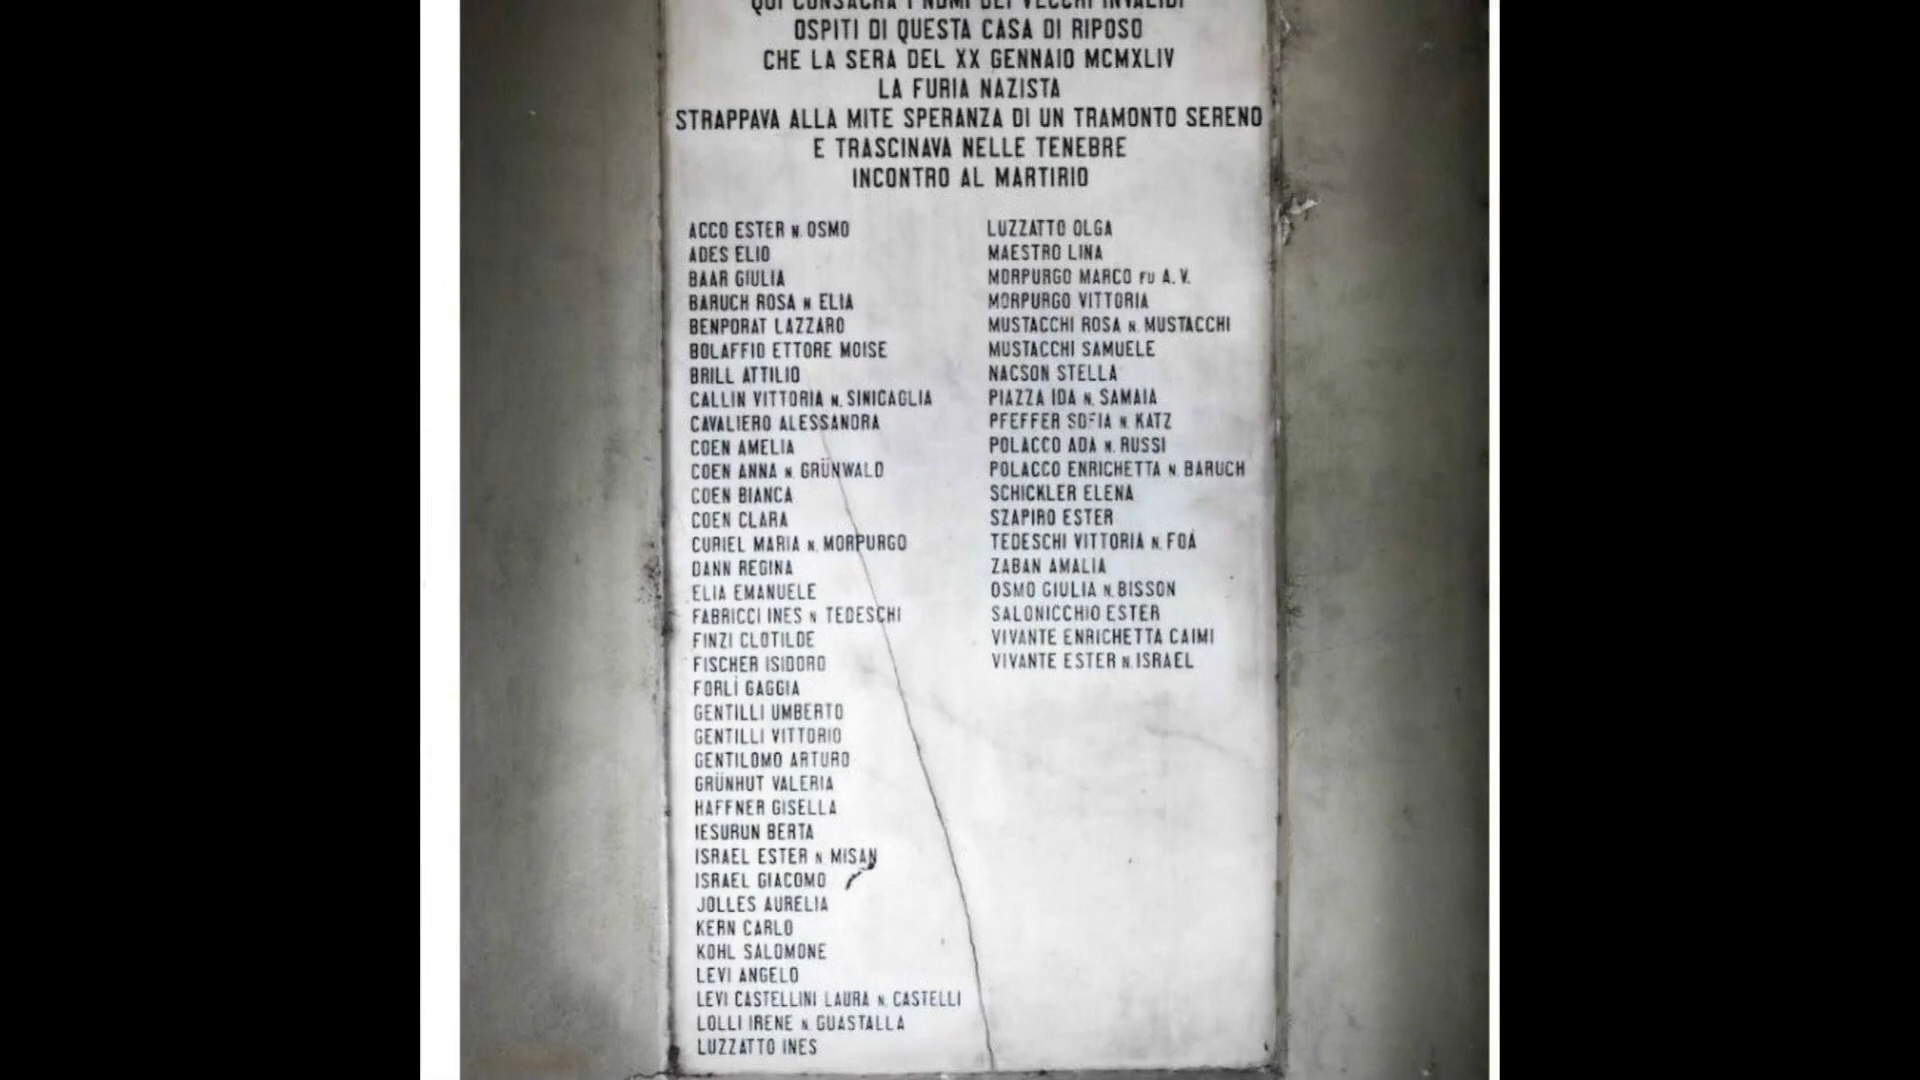 QUI CONSACRA I NOMI DEI VECCHI INVALIDI
OSPITI DI QUESTA CASA DI RIPOSO
CHE LA SERA DEL XX GENNAIO MCMXLIV
LA FURIA NAZISTA
STRAPPAVA ALLA MITE SPERANZA DI UN TRAMONTO SERENO
E TRASCINAVA NELLE TENEBRE
INCONTRO AL MARTIRIO
ACCO ESTER N. OSMO
ADES ELIO
BAAR GIULIA
BARUCH ROSA N ELIA
BENPORAT LAZZARO
BOLAFFIO ETTORE MOISE
BRILL ATTILIO
CALLIN VITTORIA N. SINICAGLIA
CAVALIERO ALESSANDRA
COEN AMELIA
COEN ANNA N. GRÜNWALD
COEN BIANCA
COEN CLARA
CURIEL MARIA N. MORPURGO
DANN REGINA
ELIA EMANUELE
FABRICCI INES N TEDESCHI
FINZI CLOTILDE
FISCHER ISIDORO
FORLÌ GAGGIA
GENTILLI UMBERTO
GENTILLI VITTORIO
GENTILOMO ARTURO
GRÜNHUT VALERIA
HAFFNER GISELLA
IESURUN BERTA
ISRAEL ESTER N MISAN
ISRAEL GIACOMO
JOLLES AURELIA
KERN CARLO
KOHL SALOMONE
LEVI ANGELO
LEVI CASTELLINI LAURA N. CASTELLI
LOLLI IRENE N. GUASTALLA
LUZZATTO INES
LUZZATTO OLGA
MAESTRO LINA
MORPURGO MARCO FU A. V.
MORPURGO VITTORIA
MUSTACCHI ROSA N. MUSTACCHI
MUSTACCHI SAMUELE
NACSON STELLA
PIAZZA IDA N. SAMAIA
PFEFFER SOFIA N. KATZ
POLACCO ADA N. RUSSI
POLACCO ENRICHETTA N. BARUCH
SCHICKLER ELENA
SZAPIRO ESTER
TEDESCHI VITTORIA N. FOÀ
ZABAN AMALIA
OSMO GIULIA N. BISSON
SALONICCHIO ESTER
VIVANTE ENRICHETTA CAIMI
VIVANTE ESTER N. ISRAEL